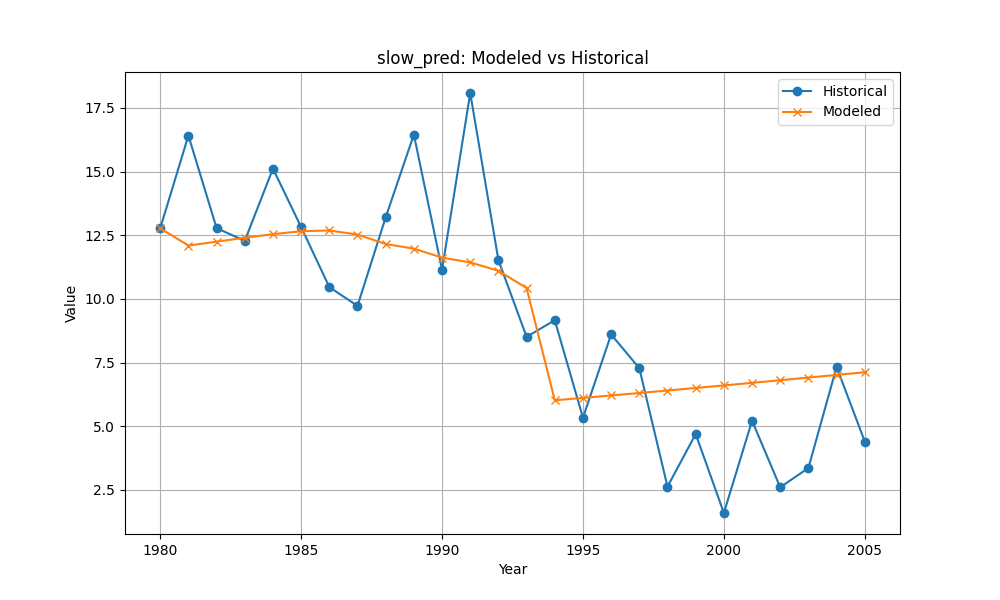 slow_pred: Modeled vs Historical
Historical
Modeled
Value
17.5
15.0
12.5
10.0
7.5
5.0
2.5
1980 1985 1990 1995 2000 2005
Year